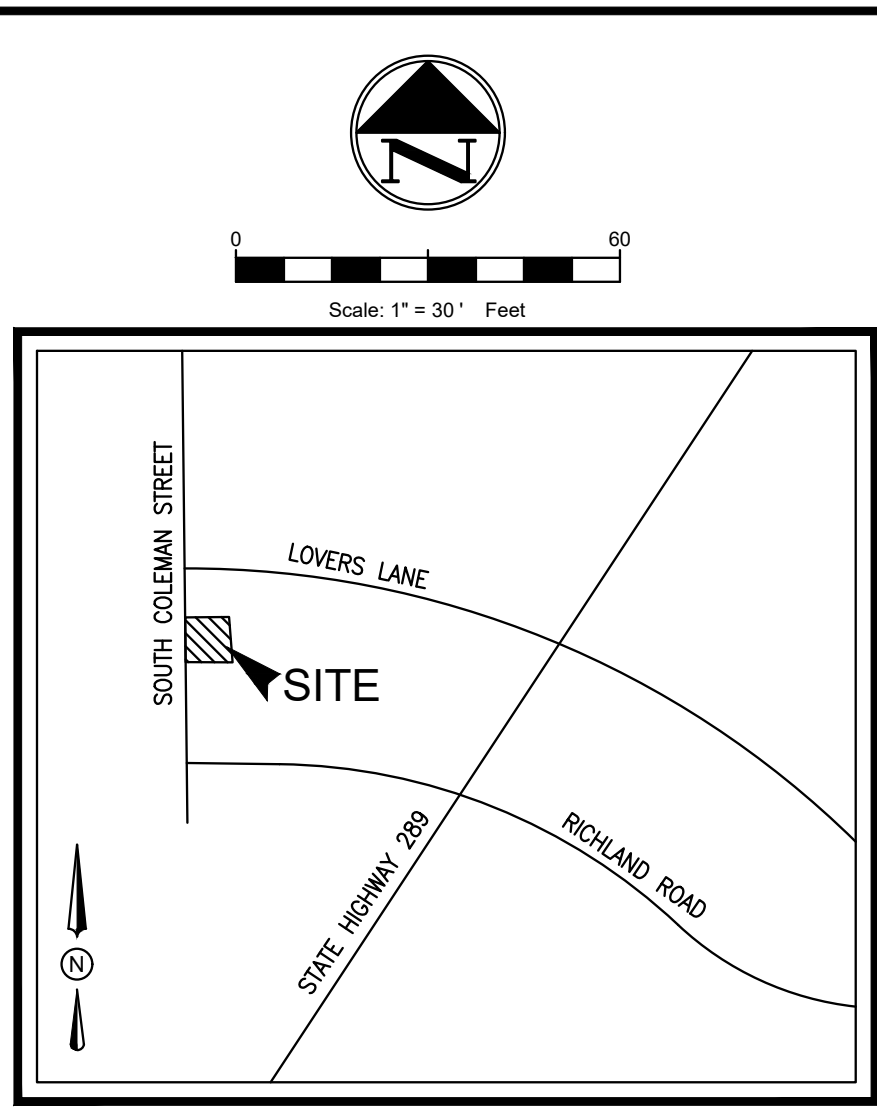 N
0 60
Scale: 1" = 30 ' Feet
SOUTH COLEMAN STREET
LOVERS LANE
SITE
STATE HIGHWAY 289
RICHLAND ROAD
N